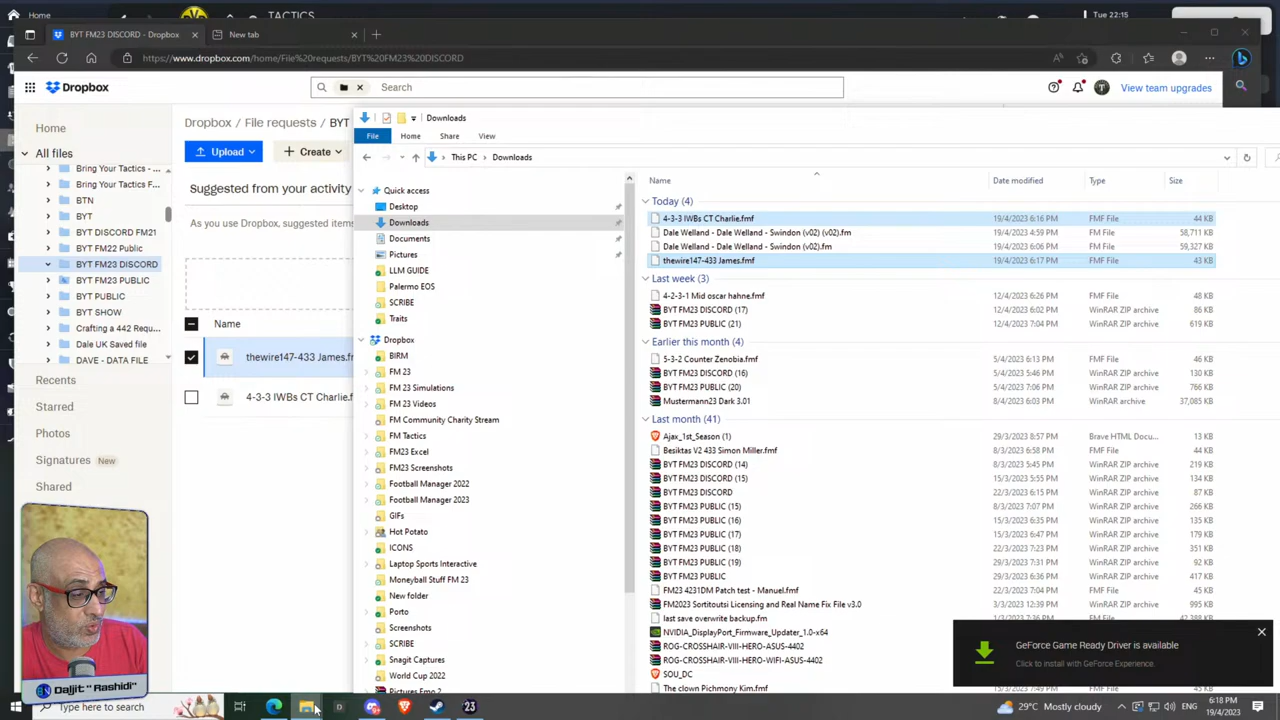 Home
TACTICS
Tue 22:15
BYT FM23 DISCORD - Dropbox
New tab
https://www.dropbox.com/home/File%20requests/BYT%20FM23%20DISCORD
Dropbox
Search
View team upgrades
Home
All files
Bring Your Tactics - ...
Bring Your Tactics F...
BTN
BYT
BYT DISCORD FM21
BYT FM22 Public
BYT FM23 DISCORD
BYT FM23 PUBLIC
BYT PUBLIC
BYT SHOW
Crafting a 442 Requ...
Dale UK Saved file
DAVE - DATA FILE
Recents
Starred
Photos
Signatures New
Shared
Dropbox / File requests / BYT
Upload
Create
Suggested from your activity
As you use Dropbox, suggested
Name
thewire147-433 James.fr
4-3-3 IWBs CT Charlie.f
Downloads
File Home Share View
This PC > Downloads
Quick access
Desktop
Downloads
Documents
Pictures
LLM GUIDE
Palermo EOS
SCRIBE
Traits
Dropbox
BIRM
FM 23
FM 23 Simulations
FM 23 Videos
FM Community Charity Stream
FM Tactics
FM23 Excel
FM23 Screenshots
Football Manager 2022
Football Manager 2023
GIFs
Hot Potato
ICONS
Laptop Sports Interactive
Moneyball Stuff FM 23
New folder
Porto
Screenshots
SCRIBE
Snagit Captures
World Cup 2022
Pictures Emo 2
Name Date modified Type Size
Today (4)
4-3-3 IWBs CT Charlie.fmf 19/4/2023 6:16 PM FMF File 44 KB
Dale Welland - Dale Welland - Swindon (v02) (v02).fm 19/4/2023 4:59 PM FM File 58,711 KB
Dale Welland - Dale Welland - Swindon (v02).fm 19/4/2023 6:06 PM FM File 59,327 KB
thewire147-433 James.fmf 19/4/2023 6:17 PM FMF File 43 KB
Last week (3)
4-2-3-1 Mid oscar hahne.fmf 12/4/2023 6:26 PM FMF File 48 KB
BYT FM23 DISCORD (17) 12/4/2023 6:02 PM WinRAR ZIP archive 86 KB
BYT FM23 PUBLIC (21) 12/4/2023 7:04 PM WinRAR ZIP archive 619 KB
Earlier this month (4)
5-3-2 Counter Zenobia.fmf 5/4/2023 6:13 PM FMF File 46 KB
BYT FM23 DISCORD (16) 5/4/2023 6:05 PM WinRAR ZIP archive 130 KB
BYT FM23 PUBLIC (20) 5/4/2023 7:06 PM WinRAR ZIP archive 766 KB
Mustermann23 Dark 3.01 8/4/2023 6:03 PM WinRAR archive 37,085 KB
Last month (41)
Ajax_1st_Season (1) 29/3/2023 8:57 PM Brave HTML Docu... 13 KB
Besiktas V2 433 Simon Miller.fmf 8/3/2023 6:58 PM FMF File 44 KB
BYT FM23 DISCORD (14) 8/3/2023 6:53 PM WinRAR ZIP archive 219 KB
BYT FM23 DISCORD (15) 15/3/2023 5:55 PM WinRAR ZIP archive 134 KB
BYT FM23 DISCORD 22/3/2023 6:15 PM WinRAR ZIP archive 87 KB
BYT FM23 PUBLIC (15) 8/3/2023 7:07 PM WinRAR ZIP archive 266 KB
BYT FM23 PUBLIC (16) 15/3/2023 6:35 PM WinRAR ZIP archive 135 KB
BYT FM23 PUBLIC (17) 15/3/2023 6:43 PM WinRAR ZIP archive 208 KB
BYT FM23 PUBLIC (18) 22/3/2023 7:23 PM WinRAR ZIP archive 351 KB
BYT FM23 PUBLIC (19) 29/3/2023 7:31 PM WinRAR ZIP archive 92 KB
BYT FM23 PUBLIC 22/3/2023 6:57 PM WinRAR ZIP archive 417 KB
FM23 4231DM Patch test - Manuel.fmf 22/3/2023 7:04 PM FMF File 45 KB
FM2023 Sortitoutsi Licensing and Real Name Fix File v3.0 3/3/2023 12:39 PM WinRAR ZIP archive 995 KB
last save overwrite backup.fm
NVIDIA_DisplayPort_Firmware_Updater_1.0-x64
ROG-CROSSHAIR-VIII-HERO-ASUS-4402
ROG-CROSSHAIR-VIII-HERO-WIFI-ASUS-4402
SOU_DC
The clown Pichmony Kim.fmf
GeForce Game Ready Driver is available
Click to install with GeForce Experience.
Daljit " Rashidi"
Type here to search
23
29°C Mostly cloudy
6:18 PM
19/4/2023